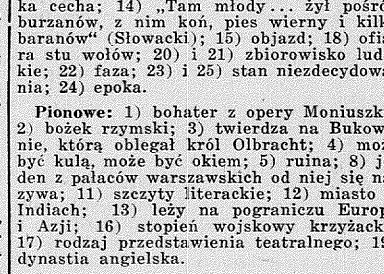 ka cecha; 14) „Tam młody... żył pośró
burzanów, z nim koń, pies wierny i kilk
baranów“ (Słowacki); 15) objazd; 18) ofia
ra stu wołów; 20) i 21) zbiorowisko lud
kie; 22) faza; 23) i 25) stan niezdecydowa
nia; 24) epoka.
Pionowe: 1) bohater z opery Moniuszk
2) bożek rzymski; 3) twierdza na Bukow
nie, którą oblegał król Olbracht; 4) moż
być kulą, może być okiem; 5) ruina; 8) j
den z pałaców warszawskich od niej się na
zywa; 11) szczyty literackie; 12) miasto
Indiach; 13) leży na pograniczu Europ
i Azji; 16) stopień wojskowy krzyżack
17) rodzaj przedstawienia teatralnego; 19
dynastia angielska.